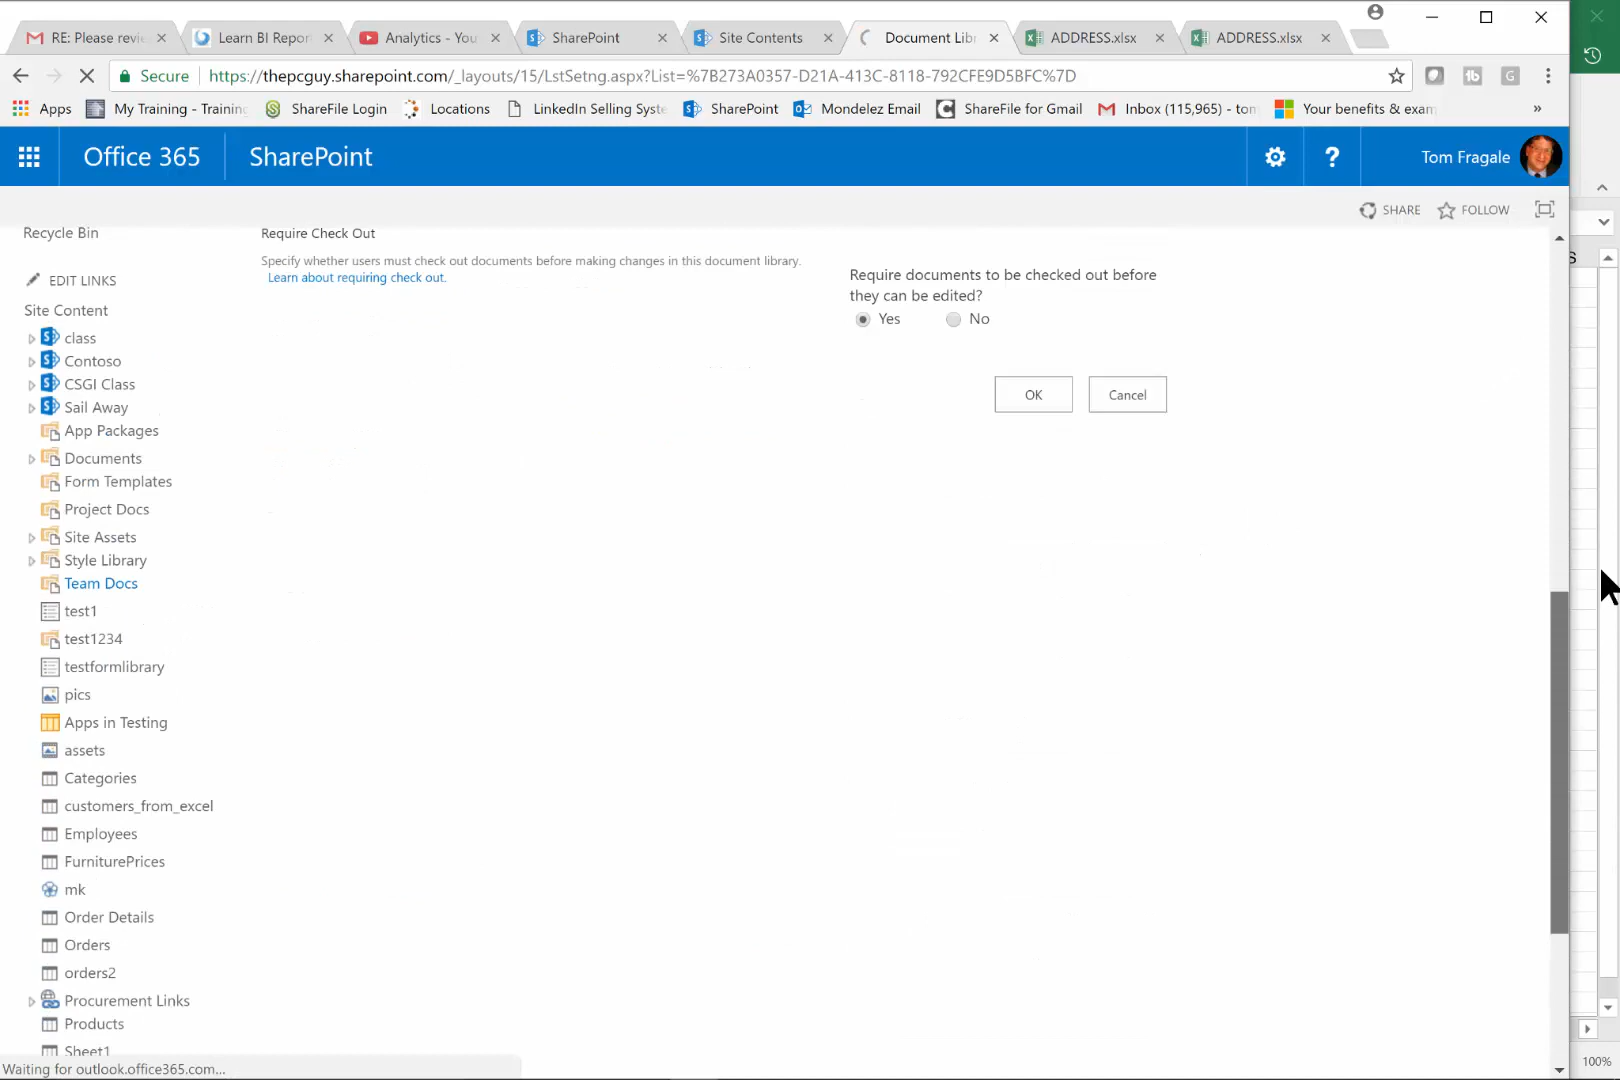 RE: Please revie
Learn BI Repor
Analytics - You
SharePoint
Site Contents
Document Libr
ADDRESS.xlsx
ADDRESS.xlsx
Secure
https://thepcguy.sharepoint.com/_layouts/15/LstSetng.aspx?List=%7B273A0357-D21A-413C-8118-792CFE9D5BFC%7D
Apps
My Training - Training
ShareFile Login
Locations
LinkedIn Selling Syste
SharePoint
Mondelez Email
ShareFile for Gmail
Inbox (115,965) - tom
Your benefits & exam
»
Office 365
SharePoint
?
Tom Fragale
SHARE
FOLLOW
Recycle Bin
Require Check Out
Specify whether users must check out documents before making changes in this document library.
Learn about requiring check out.
Require documents to be checked out before
they can be edited?
Yes
No
OK
Cancel
EDIT LINKS
Site Content
class
Contoso
CSGI Class
Sail Away
App Packages
Documents
Form Templates
Project Docs
Site Assets
Style Library
Team Docs
test1
test1234
testformlibrary
pics
Apps in Testing
assets
Categories
customers_from_excel
Employees
FurniturePrices
mk
Order Details
Orders
orders2
Procurement Links
Products
Sheet1
Waiting for outlook.office365.com...
S
100%